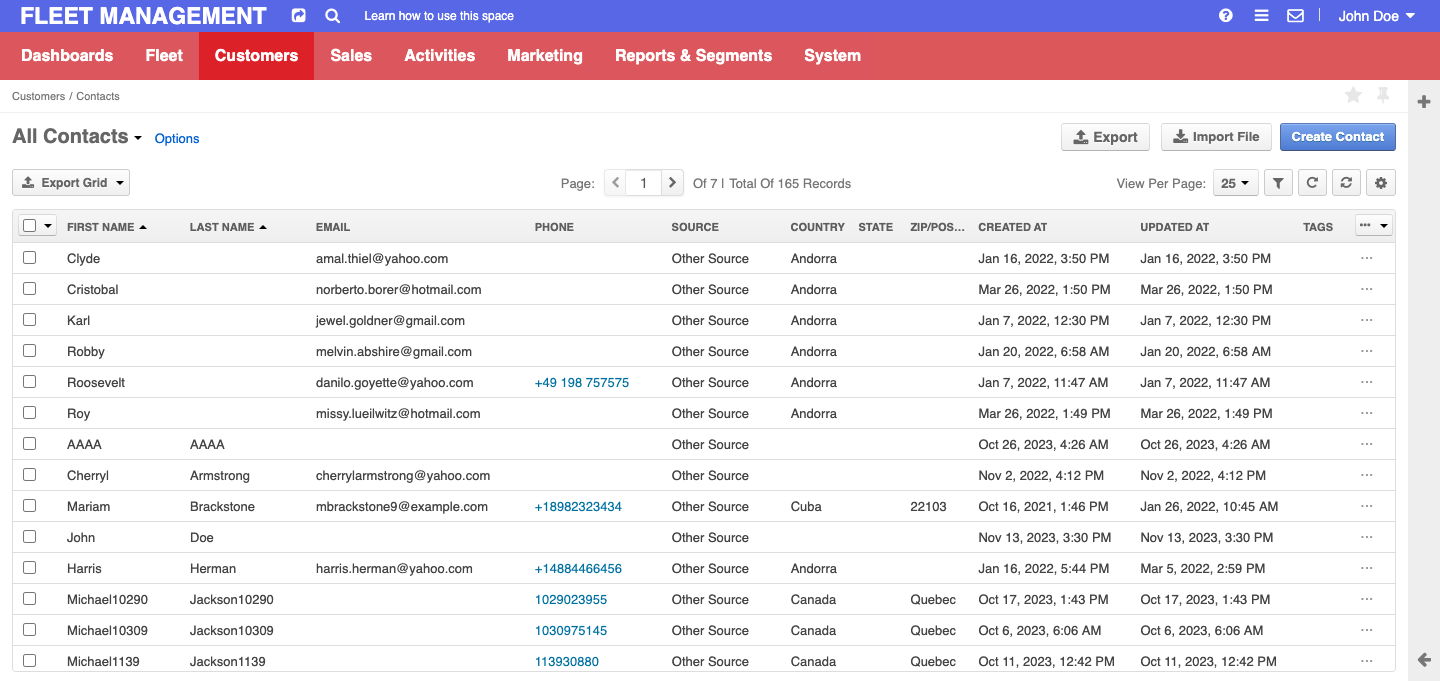 FLEET MANAGEMENT Learn how to use this space John Doe
Dashboards Fleet Customers Sales Activities Marketing Reports & Segments System
Customers / Contacts
All Contacts Options Export Import File Create Contact
Export Grid Page: 1 Of 7 | Total Of 165 Records View Per Page: 25
FIRST NAME LAST NAME EMAIL PHONE SOURCE COUNTRY STATE ZIP/POS... CREATED AT UPDATED AT TAGS
Clyde amal.thiel@yahoo.com Other Source Andorra Jan 16, 2022, 3:50 PM Jan 16, 2022, 3:50 PM
Cristobal norberto.borer@hotmail.com Other Source Andorra Mar 26, 2022, 1:50 PM Mar 26, 2022, 1:50 PM
Karl jewel.goldner@gmail.com Other Source Andorra Jan 7, 2022, 12:30 PM Jan 7, 2022, 12:30 PM
Robby melvin.abshire@gmail.com Other Source Andorra Jan 20, 2022, 6:58 AM Jan 20, 2022, 6:58 AM
Roosevelt danilo.goyette@yahoo.com +49 198 757575 Other Source Andorra Jan 7, 2022, 11:47 AM Jan 7, 2022, 11:47 AM
Roy missy.lueilwitz@hotmail.com Other Source Andorra Mar 26, 2022, 1:49 PM Mar 26, 2022, 1:49 PM
AAAA AAAA Other Source Oct 26, 2023, 4:26 AM Oct 26, 2023, 4:26 AM
Cherryl Armstrong cherrylarmstrong@yahoo.com Other Source Nov 2, 2022, 4:12 PM Nov 2, 2022, 4:12 PM
Mariam Brackstone mbrackstone9@example.com +18982323434 Other Source Cuba 22103 Oct 16, 2021, 1:46 PM Jan 26, 2022, 10:45 AM
John Doe Other Source Nov 13, 2023, 3:30 PM Nov 13, 2023, 3:30 PM
Harris Herman harris.herman@yahoo.com +14884466456 Other Source Andorra Jan 16, 2022, 5:44 PM Mar 5, 2022, 2:59 PM
Michael10290 Jackson10290 1029023955 Other Source Canada Quebec Oct 17, 2023, 1:43 PM Oct 17, 2023, 1:43 PM
Michael10309 Jackson10309 1030975145 Other Source Canada Quebec Oct 6, 2023, 6:06 AM Oct 6, 2023, 6:06 AM
Michael1139 Jackson1139 113930880 Other Source Canada Quebec Oct 11, 2023, 12:42 PM Oct 11, 2023, 12:42 PM